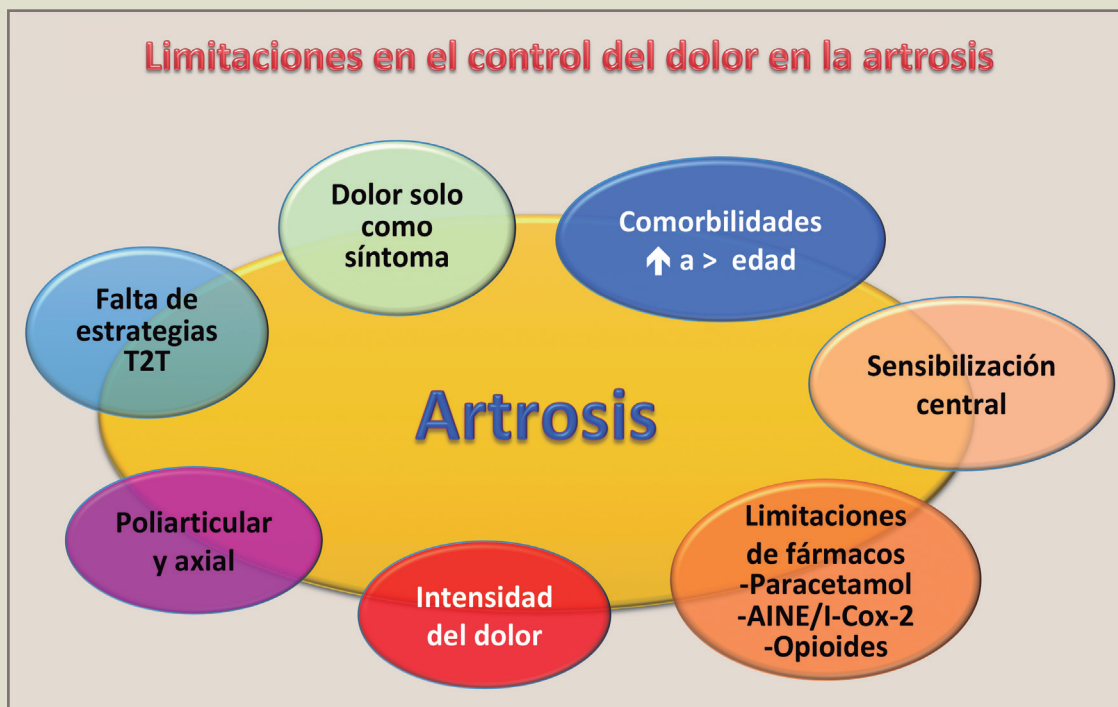 Limitaciones en el control del dolor en la artrosis
Dolor solo
como
síntoma
Comorbilidades
↑ a > edad
Falta de
estrategias
T2T
Sensibilización
central
Artrosis
Poliarticular
y axial
Intensidad
del dolor
Limitaciones
de fármacos
-Paracetamol
-AINE/I-Cox-2
-Opioides